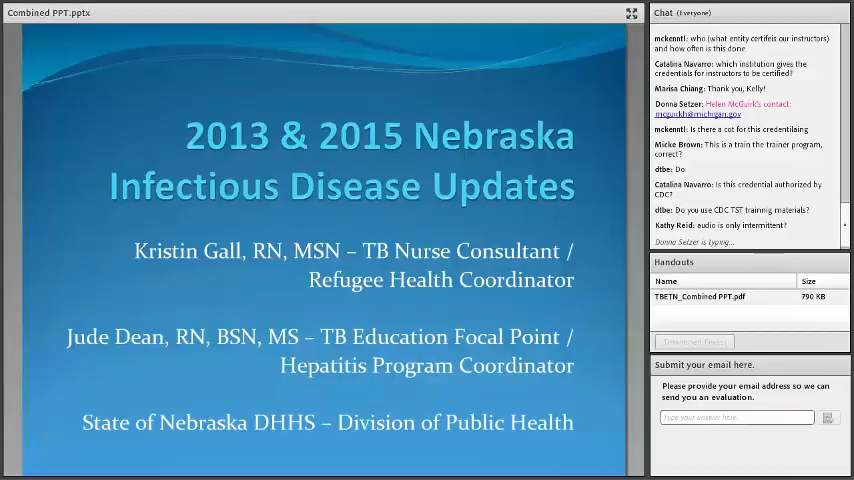 Combined PPT.pptx
2013 & 2015 Nebraska
Infectious Disease Updates
Kristin Gall, RN, MSN – TB Nurse Consultant /
Refugee Health Coordinator
Jude Dean, RN, BSN, MS – TB Education Focal Point /
Hepatitis Program Coordinator
State of Nebraska DHHS – Division of Public Health
Chat (Everyone)
mckenntl: who (what entity certifeis our instructors)
and how often is this done
Catalina Navarro: which institution gives the
credentials for instructors to be certified?
Marisa Chiang: Thank you, Kelly!
Donna Setzer: Helen McGuirk's contact:
mcguirkh@michigan.gov
mckenntl: Is there a cot for this credentilaing
Micke Brown: This is a train the trainer program,
correct?
dtbe: Do
Catalina Navarro: Is this credential authorized by
CDC?
dtbe: Do you use CDC TST trainnig materials?
Kathy Reid: audio is only intermittent?
Donna Setzer is typing...
Handouts
Name Size
TBETN_Combined PPT.pdf 790 KB
Submit your email here.
Please provide your email address so we can
send you an evaluation.
Type your answer here.